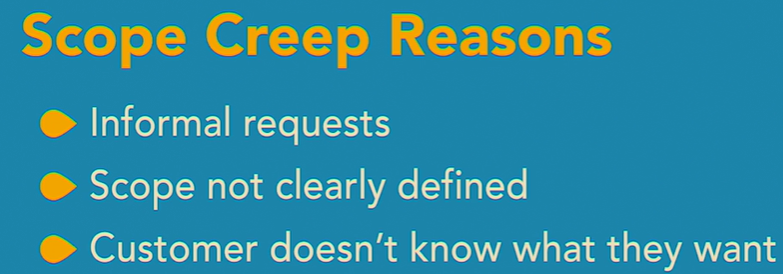 Scope Creep Reasons
Informal requests
Scope not clearly defined
Customer doesn’t know what they want